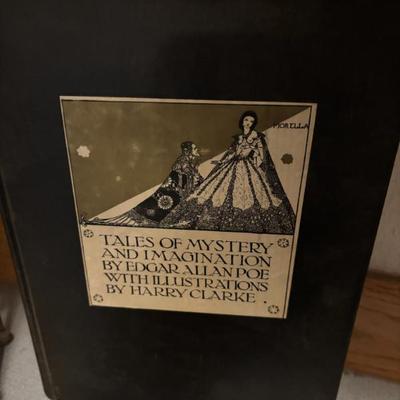 MORELLA
TALES OF MYSTERY
AND IMAGINATION
BY EDGAR ALLAN POE
WITH ILLUSTRATIONS
BY HARRY CLARKE